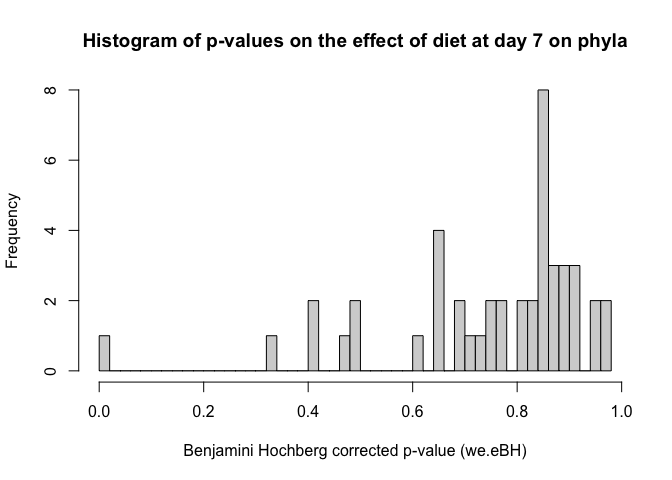 Histogram of p-values on the effect of diet at day 7 on phyla
8
6
4
2
0
Frequency
0.0 0.2 0.4 0.6 0.8 1.0
Benjamini Hochberg corrected p-value (we.eBH)